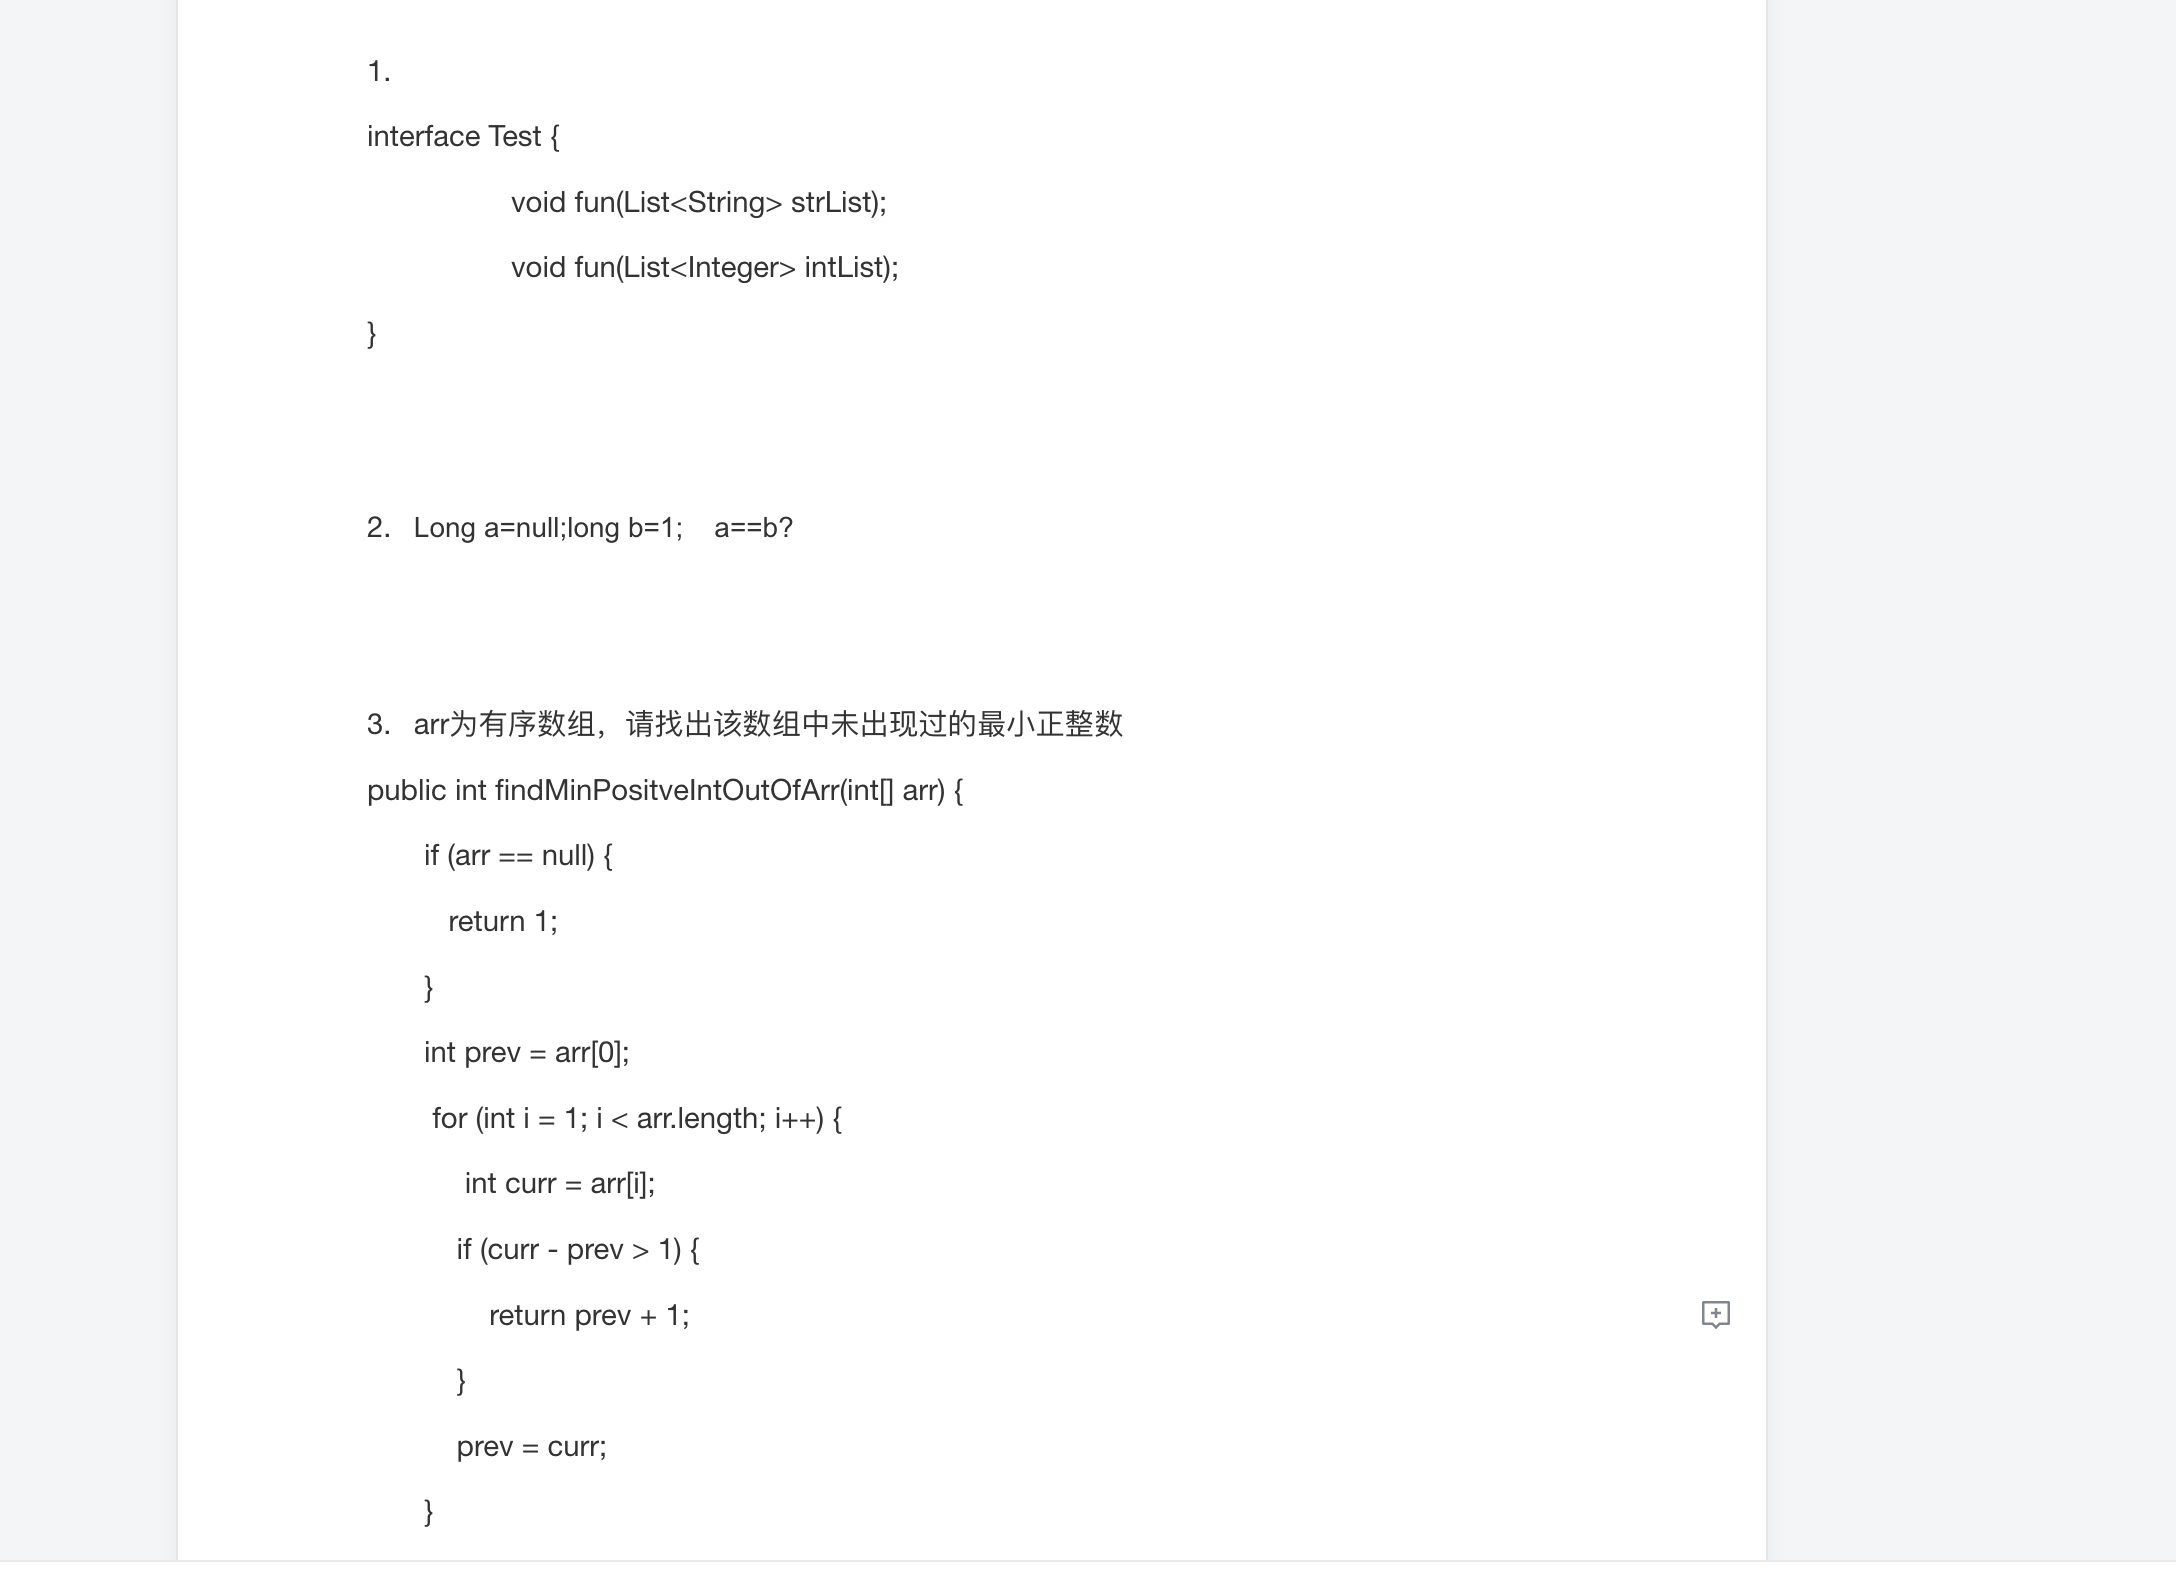 1.
interface Test {
void fun(List<String> strList);
void fun(List<Integer> intList);
}
2. Long a=null;long b=1; a==b?
3. arr为有序数组，请找出该数组中未出现过的最小正整数
public int findMinPositveIntOutOfArr(int[] arr) {
if (arr == null) {
return 1;
}
int prev = arr[0];
for (int i = 1; i < arr.length; i++) {
int curr = arr[i];
if (curr - prev > 1) {
return prev + 1;
}
prev = curr;
}